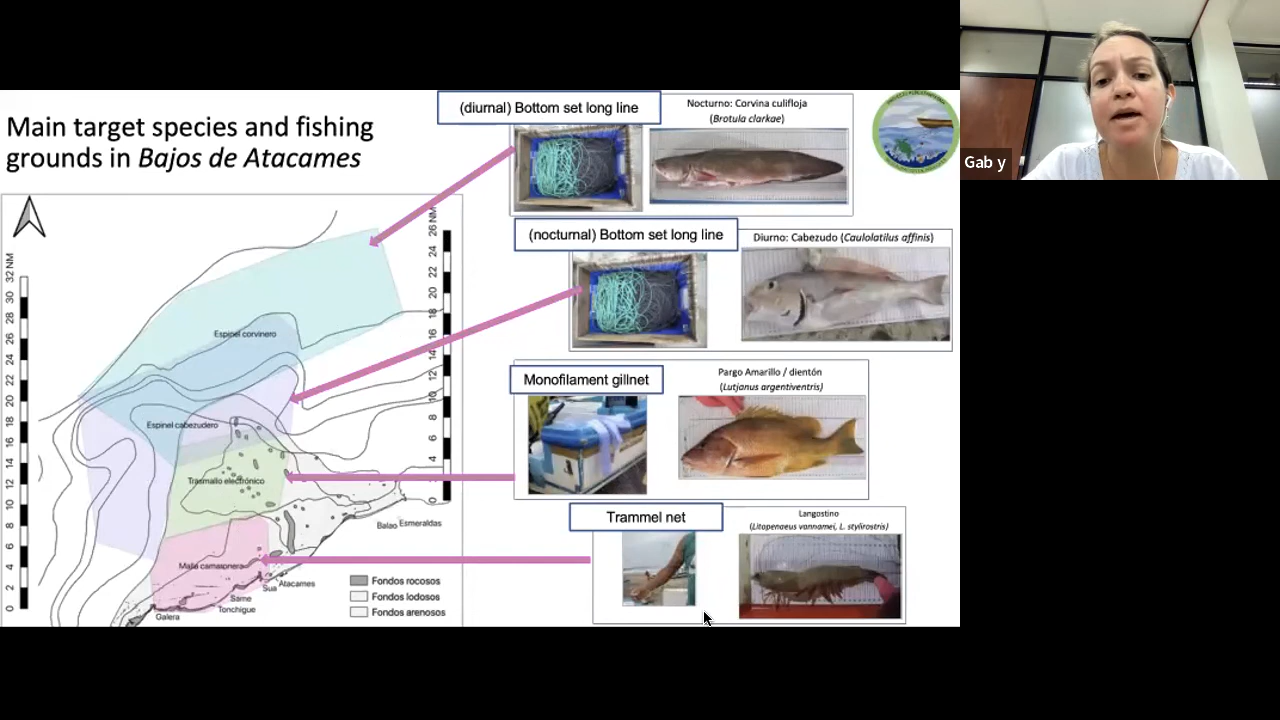 Main target species and fishing
grounds in Bajos de Atacames
(diurnal) Bottom set long line
Nocturno: Corvina culifloja
(Brotula clarkae)
(nocturnal) Bottom set long line
Diurno: Cabezudo (Caulolatilus affinis)
Monofilament gillnet
Pargo Amarillo / dientón
(Lutjanus argentiventris)
Trammel net
Langostino
(Litopenaeus vannamei, L. stylirostris)
32 NM
30
28
26
24
22
20
18
16
14
12
10
8
6
4
2
0
26 NM
24
22
20
18
16
14
12
10
8
6
4
0
Espinel corvinero
Espinel cabezudero
Trasmallo electrónico
Malla camaronera
Balao
Esmeraldas
Atacames
Sua
Same
Tonchigue
Galera
Fondos rocosos
Fondos lodosos
Fondos arenosos
Gab y